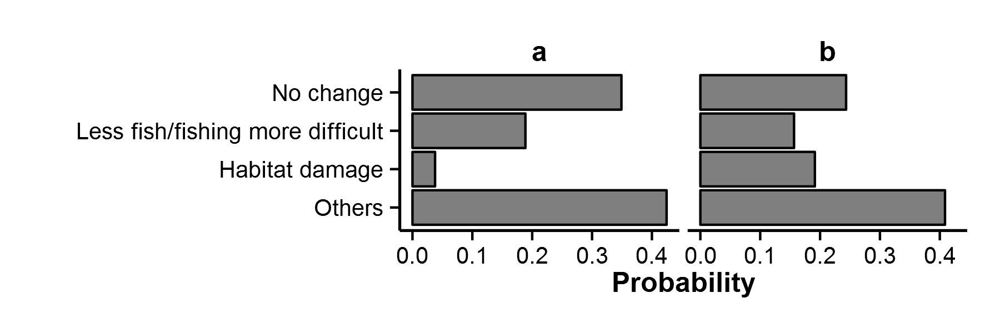 a b
No change
Less fish/fishing more difficult
Habitat damage
Others
0.0 0.1 0.2 0.3 0.4 0.0 0.1 0.2 0.3 0.4
Probability